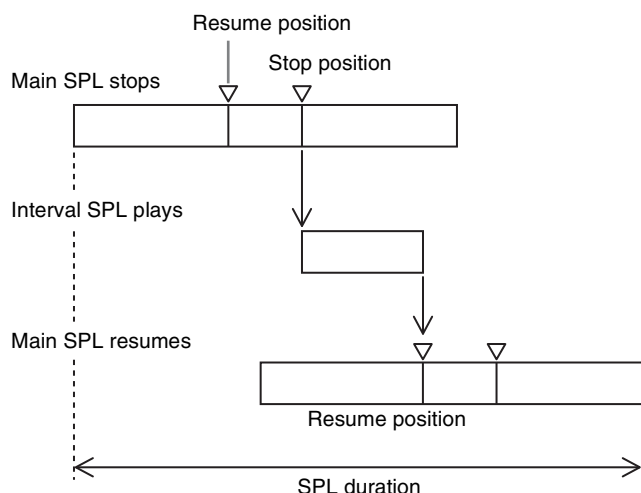 Resume position
Stop position
Main SPL stops
Interval SPL plays
Main SPL resumes
Resume position
SPL duration